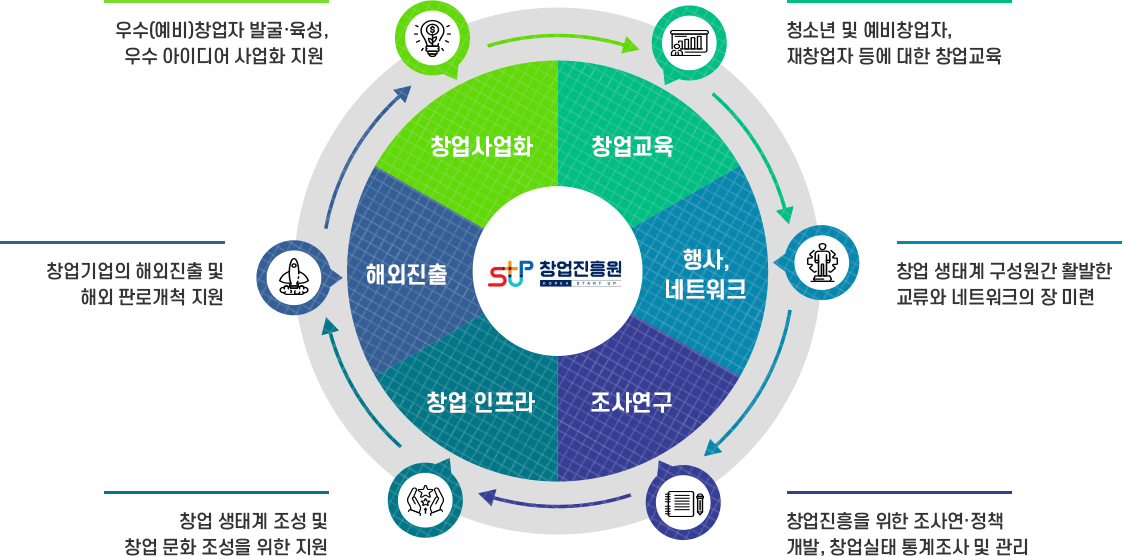 우수(예비)창업자 발굴·육성,
우수 아이디어 사업화 지원
청소년 및 예비창업자,
재창업자 등에 대한 창업교육
창업사업화
창업교육
창업기업의 해외진출 및
해외 판로개척 지원
해외진출
STUP 창업진흥원
KOREA START UP
행사,
네트워크
창업 생태계 구성원간 활발한
교류와 네트워크의 장 미련
창업 인프라
조사연구
창업 생태계 조성 및
창업 문화 조성을 위한 지원
창업진흥을 위한 조사연·정책
개발, 창업실태 통계조사 및 관리